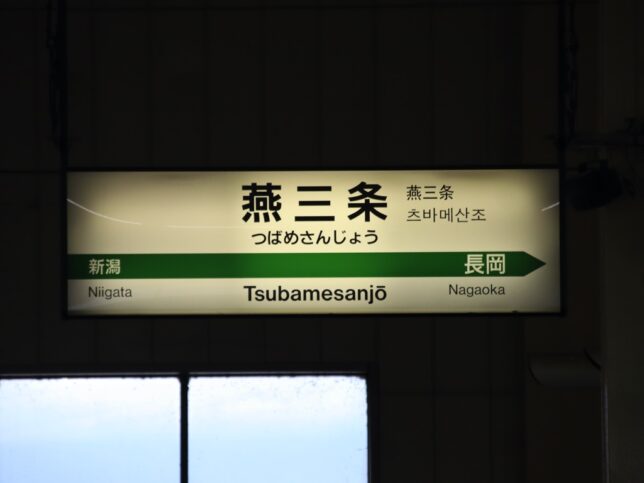 燕三条
燕三条
츠바메산조
つばめさんじょう
新潟
長岡
Niigata
Tsubamesanjō
Nagaoka